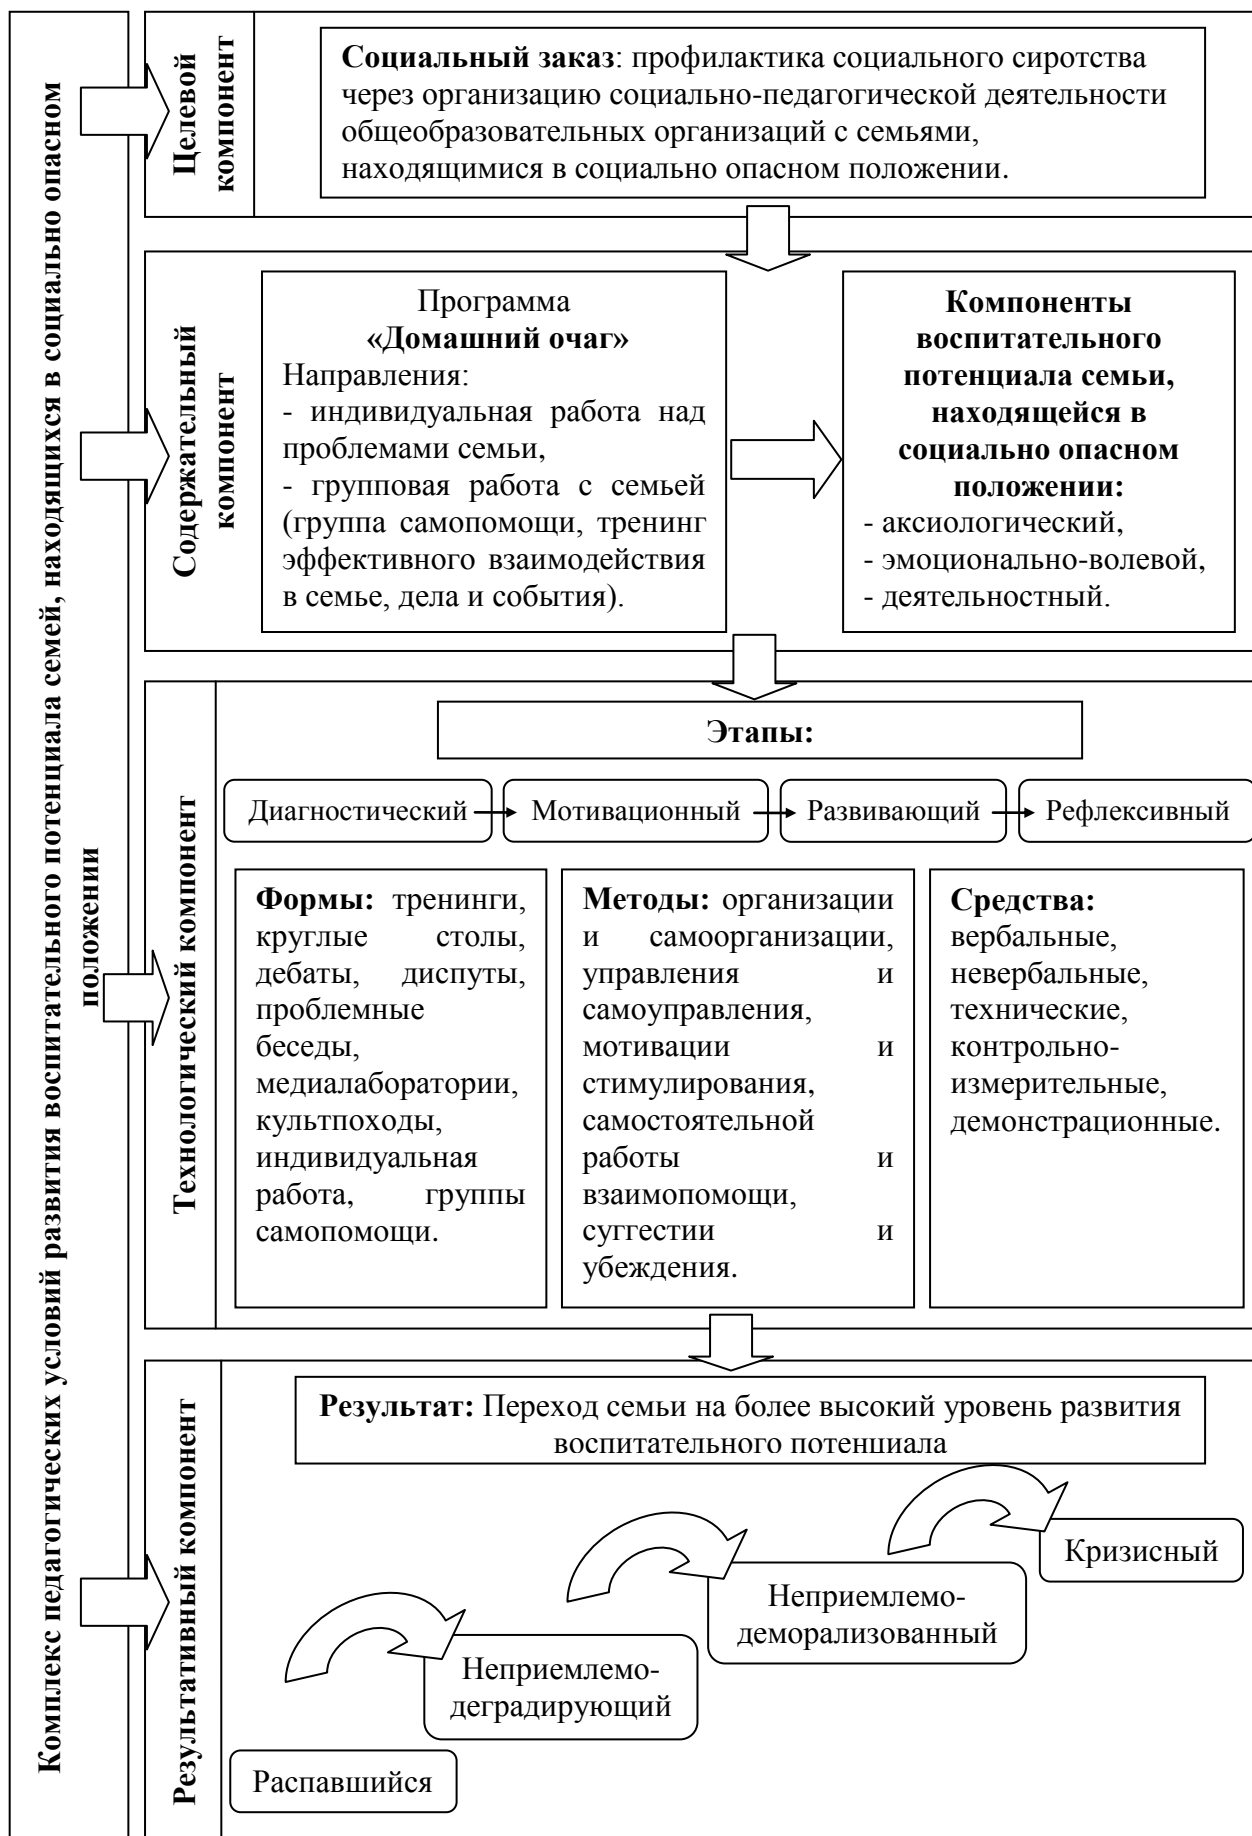 Комплекс педагогических условий развития воспитательного потенциала семей, находящихся в социально опасном
положении
Целевой
компонент
Социальный заказ: профилактика социального сиротства
через организацию социально-педагогической деятельности
общеобразовательных организаций с семьями,
находящимися в социально опасном положении.
Содержательный
компонент
Программа
«Домашний очаг»
Направления:
- индивидуальная работа над
проблемами семьи,
- групповая работа с семьей
(группа самопомощи, тренинг
эффективного взаимодействия
в семье, дела и события).
Компоненты
воспитательного
потенциала семьи,
находящейся в
социально опасном
положении:
- аксиологический,
- эмоционально-волевой,
- деятельностный.
Технологический компонент
Этапы:
Диагностический
Мотивационный
Развивающий
Рефлексивный
Формы: тренинги,
круглые столы,
дебаты, диспуты,
проблемные
беседы,
медиалаборатории,
культпоходы,
индивидуальная
работа, группы
самопомощи.
Методы: организации
и самоорганизации,
управления и
самоуправления,
мотивации и
стимулирования,
самостоятельной
работы и
взаимопомощи,
суггестии и
убеждения.
Средства:
вербальные,
невербальные,
технические,
контрольно-
измерительные,
демонстрационные.
Результативный компонент
Результат: Переход семьи на более высокий уровень развития
воспитательного потенциала
Кризисный
Неприемлемо-
деморализованный
Неприемлемо-
деградирующий
Распавшийся